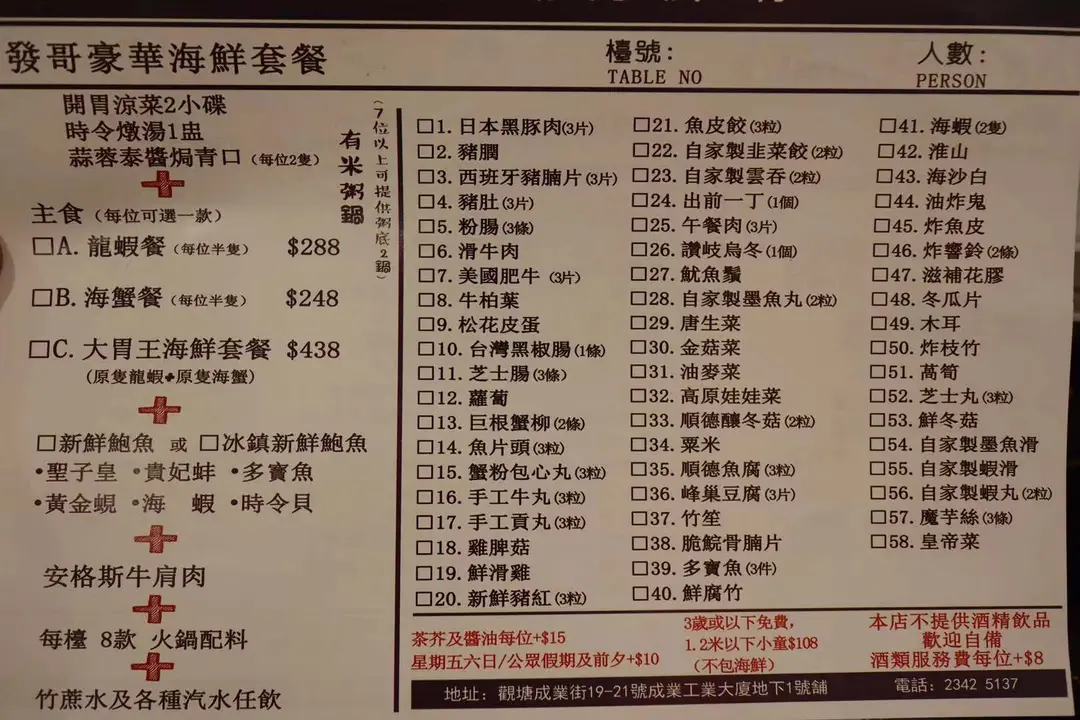 發哥豪華海鮮套餐
檯號：
TABLE NO
人數：
PERSON
開胃涼菜2小碟
時令燉湯1盅
蒜蓉泰醬焗青口（每位2隻）
有米粥鍋
（7位以上可提供粥底2鍋）
主食（每位可選一款）
□A. 龍蝦餐（每位半隻） $288
□B. 海蟹餐（每位半隻） $248
□C. 大胃王海鮮套餐 $438
（原隻龍蝦+原隻海蟹）
□新鮮鮑魚 或 □冰鎮新鮮鮑魚
•聖子皇 •貴妃蚌 •多寶魚
•黃金蜆 •海 蝦 •時令貝
安格斯牛肩肉
每檯 8款 火鍋配料
竹蔗水及各種汽水任飲
□1. 日本黑豚肉(3片)
□2. 豬膶
□3. 西班牙豬腩片(3片)
□4. 豬肚(3片)
□5. 粉腸(3條)
□6. 滑牛肉
□7. 美國肥牛 (3片)
□8. 牛柏葉
□9. 松花皮蛋
□10. 台灣黑椒腸(1條)
□11. 芝士腸(3條)
□12. 蘿蔔
□13. 巨根蟹柳(2條)
□14. 魚片頭(3粒)
□15. 蟹粉包心丸(3粒)
□16. 手工牛丸(3粒)
□17. 手工貢丸(3粒)
□18. 雞脾菇
□19. 鮮滑雞
□20. 新鮮豬紅(3粒)
□21. 魚皮餃(3粒)
□22. 自家製韭菜餃(2粒)
□23. 自家製雲吞(2粒)
□24. 出前一丁(1個)
□25. 午餐肉(3片)
□26. 讚岐烏冬(1個)
□27. 魷魚鬚
□28. 自家製墨魚丸(2粒)
□29. 唐生菜
□30. 金菇菜
□31. 油麥菜
□32. 高原娃娃菜
□33. 順德釀冬菇(2粒)
□34. 粟米
□35. 順德魚腐(3粒)
□36. 峰巢豆腐(3片)
□37. 竹笙
□38. 脆鯇骨腩片
□39. 多寶魚(3件)
□40. 鮮腐竹
□41. 海蝦(2隻)
□42. 淮山
□43. 海沙白
□44. 油炸鬼
□45. 炸魚皮
□46. 炸響鈴(2條)
□47. 滋補花膠
□48. 冬瓜片
□49. 木耳
□50. 炸枝竹
□51. 萵筍
□52. 芝士丸(3粒)
□53. 鮮冬菇
□54. 自家製墨魚滑
□55. 自家製蝦滑
□56. 自家製蝦丸(2粒)
□57. 魔芋絲(3條)
□58. 皇帝菜
茶芥及醬油每位+$15
星期五六日/公眾假期及前夕+$10
3歲或以下免費，
1.2米以下小童$108
（不包海鮮）
本店不提供酒精飲品
歡迎自備
酒類服務費每位+$8
地址：觀塘成業街19-21號成業工業大廈地下1號舖
電話：2342 5137